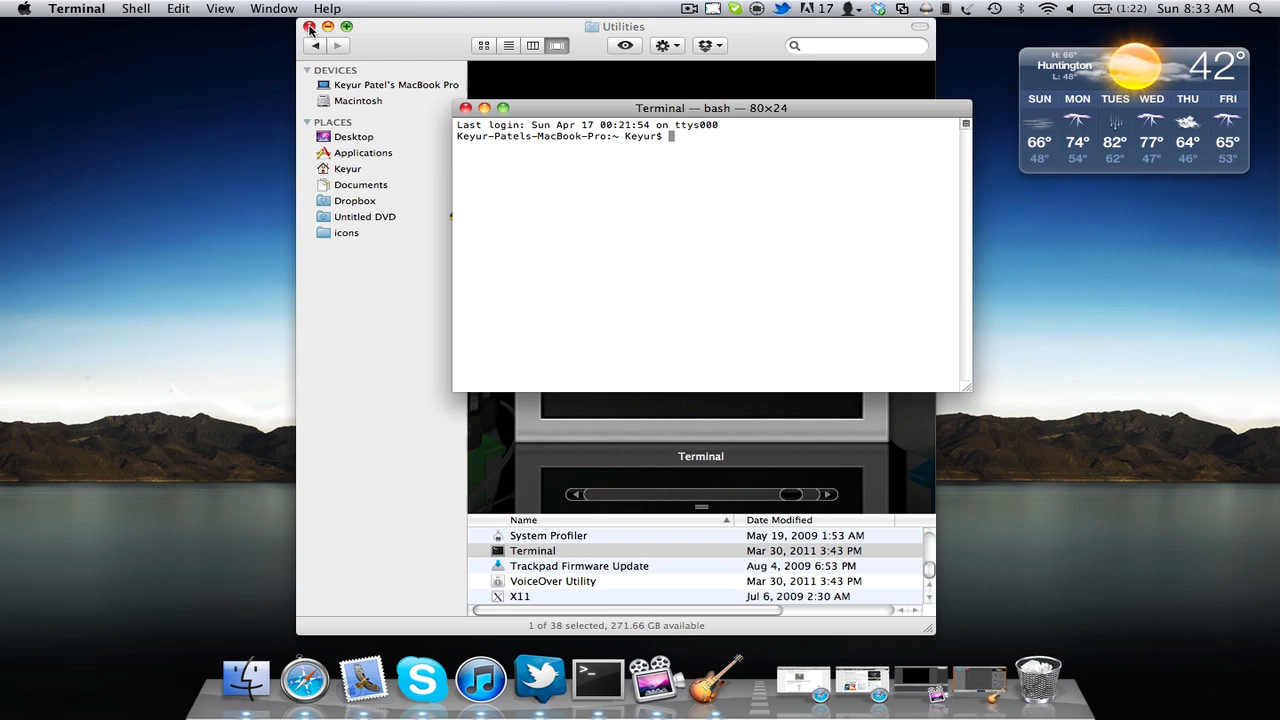 Terminal Shell Edit View Window Help 17 (1:22) Sun 8:33 AM
Utilities
DEVICES
Keyur Patel's MacBook Pro
Macintosh
PLACES
Desktop
Applications
Keyur
Documents
Dropbox
Untitled DVD
icons
Terminal — bash — 80×24
Last login: Sun Apr 17 00:21:54 on ttys000
Keyur-Patels-MacBook-Pro:~ Keyur$
Terminal
Name Date Modified
System Profiler May 19, 2009 1:53 AM
Terminal Mar 30, 2011 3:43 PM
Trackpad Firmware Update Aug 4, 2009 6:53 PM
VoiceOver Utility Mar 30, 2011 3:43 PM
X11 Jul 6, 2009 2:30 AM
1 of 38 selected, 271.66 GB available
H: 66°
Huntington 42°
L: 48°
SUN MON TUES WED THU FRI
66° 74° 82° 77° 64° 65°
48° 54° 62° 47° 46° 53°